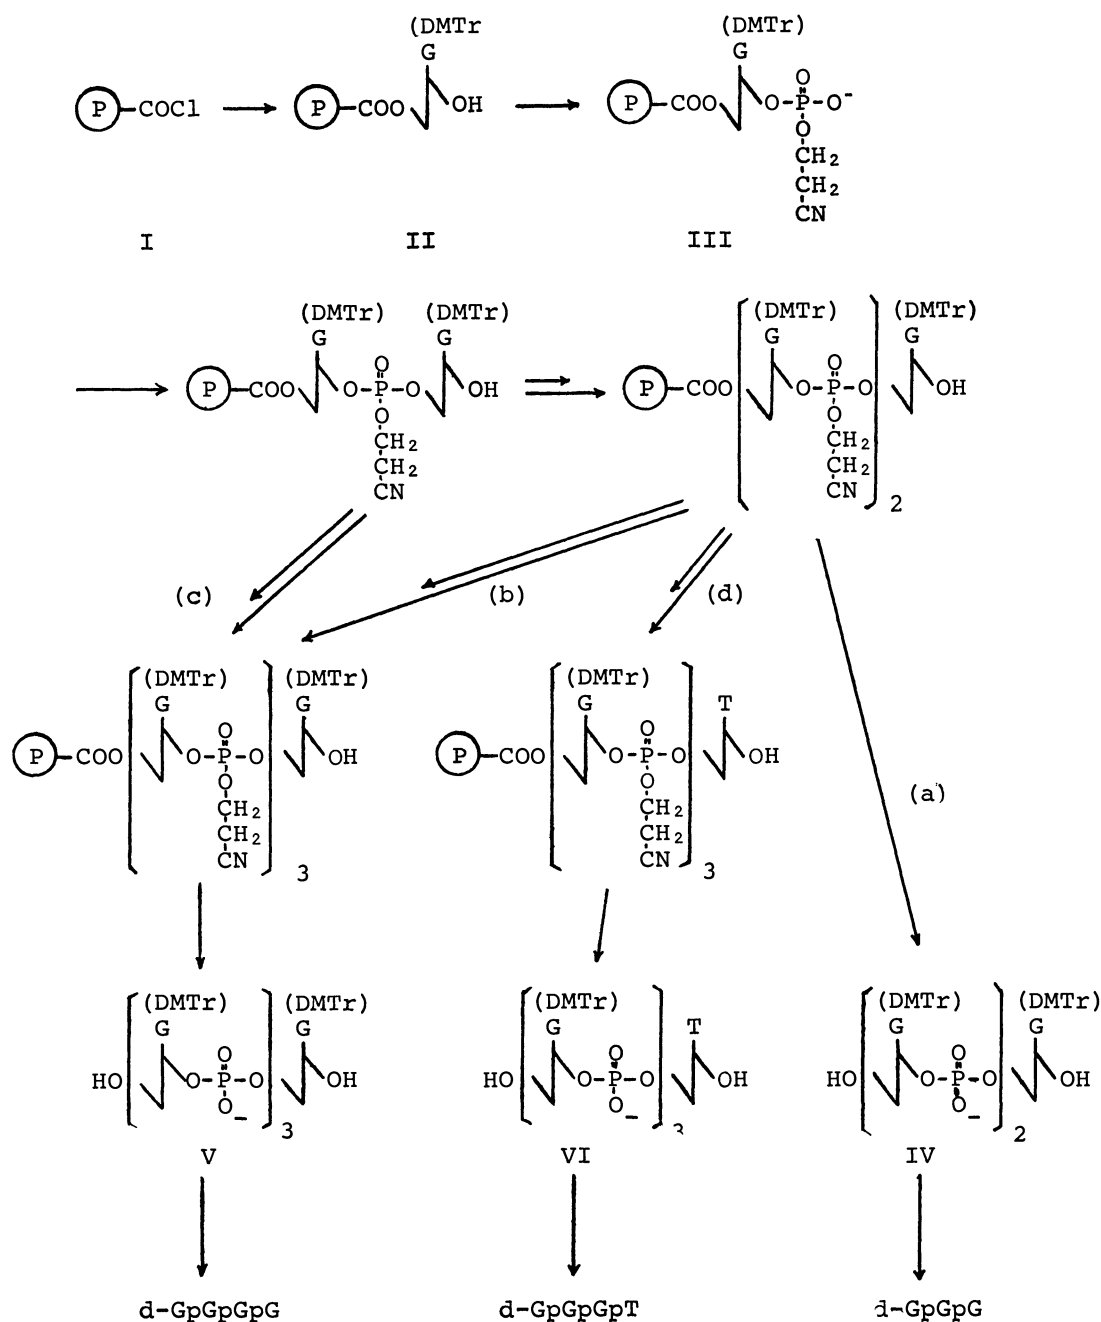 (DMTr (DMTr)
G G
P -COCl P -COO OH P -COO O-P-O-
O
O
CH2
CH2
CN
I II III
(DMTr) (DMTr) (DMTr) (DMTr)
G G G G
P -COO O-P-O OH P -COO O-P-O OH
O O
O O
CH2 CH2
CH2 CH2
CN CN 2
(c) (b) (d)
(a)
(DMTr) (DMTr) (DMTr) T
G G G
P -COO O-P-O OH P -COO O-P-O OH
O O
O O
CH2 CH2
CH2 CH2
CN 3 CN 3
(DMTr) (DMTr) (DMTr) T (DMTr) (DMTr)
G G G G G
HO O-P-O OH HO O-P-O OH HO O-P-O OH
O O O
O- O- O-
3 3 2
V VI IV
d-GpGpGpG d-GpGpGpT d-GpGpG